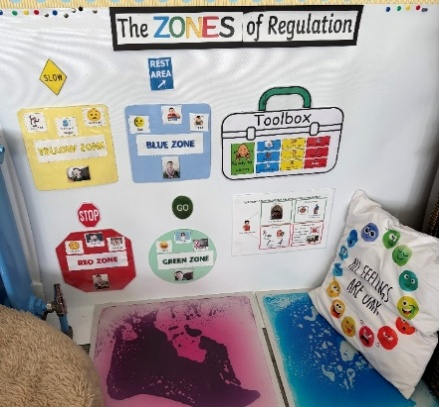 The ZONES of Regulation
SLOW
REST
AREA
Toolbox
YELLOW ZONE
BLUE ZONE
STOP
GO
RED ZONE
GREEN ZONE
ALL FEELINGS
ARE OKAY